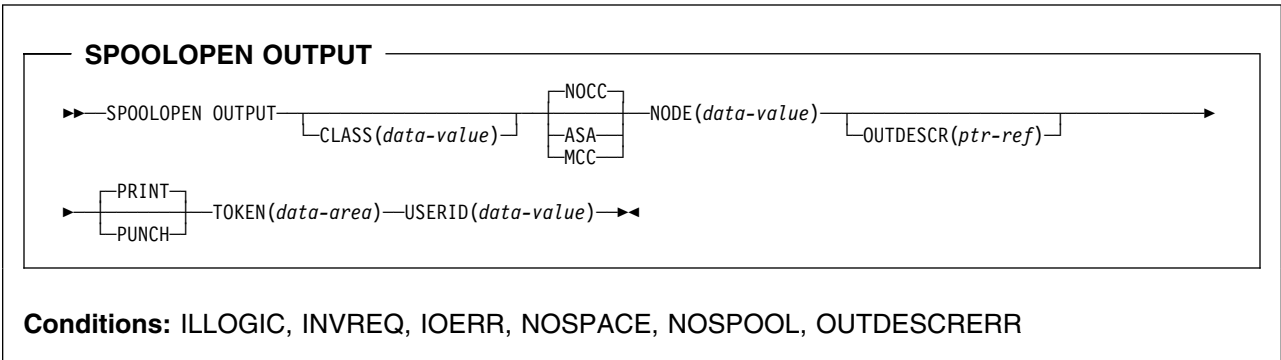 SPOOLOPEN OUTPUT
NOCC
SPOOLOPEN OUTPUT NODE(data-value)
CLASS(data-value) ASA OUTDESCR(ptr-ref)
MCC
PRINT
TOKEN(data-area) USERID(data-value)
PUNCH
Conditions: ILLOGIC, INVREQ, IOERR, NOSPACE, NOSPOOL, OUTDESCRERR